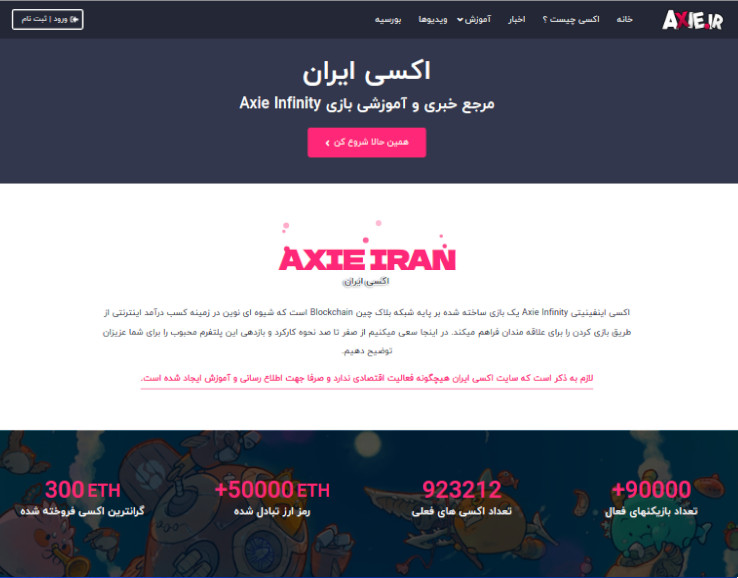 AXIE.IR
خانه
اکسی چیست ؟
اخبار
آموزش
ویدیوها
بورسیه
ورود | ثبت نام
اکسی ایران
مرجع خبری و آموزشی بازی Axie Infinity
همین حالا شروع کن
AXIE IRAN
اکسی ایران
اکسی اینفینیتی Axie Infinity یک بازی ساخته شده بر پایه شبکه بلاک چین Blockchain است که شیوه ای نوین در زمینه کسب درآمد اینترنتی از
طریق بازی کردن را برای علاقه مندان فراهم میکند. در اینجا سعی میکنیم از صفر تا صد نحوه کارکرد و بازدهی این پلتفرم محبوب را برای شما عزیزان
توضیح دهیم.
لازم به ذکر است که سایت اکسی ایران هیچگونه فعالیت اقتصادی ندارد و صرفا جهت اطلاع رسانی و آموزش ایجاد شده است.
+90000
تعداد بازیکنهای فعال
923212
تعداد اکسی های فعلی
+50000 ETH
رمز ارز تبادل شده
300 ETH
گرانترین اکسی فروخته شده